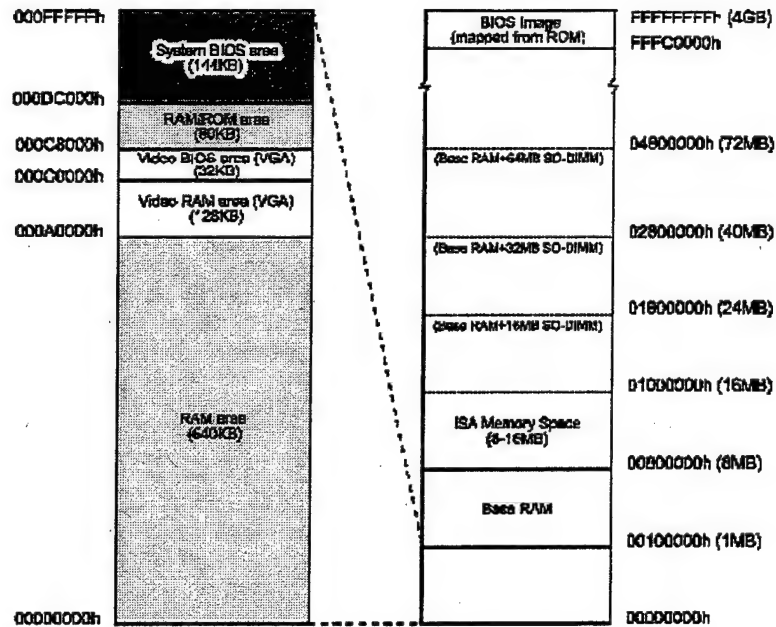 000FFFFFh
System BIOS area
(144KB)
000DC000h
RAM/ROM area
(80KB)
000C8000h
Video BIOS area (VGA)
(32KB)
000C0000h
Video RAM area (VGA)
(128KB)
000A0000h
RAM area
(640KB)
00000000h
BIOS Image
(mapped from ROM)
FFFFFFFFh (4GB)
FFFC0000h
04800000h (72MB)
(Base RAM+64MB SO-DIMM)
02800000h (40MB)
(Base RAM+32MB SO-DIMM)
01800000h (24MB)
(Base RAM+16MB SO-DIMM)
01000000h (16MB)
ISA Memory Space
(8-16MB)
00800000h (8MB)
Base RAM
00100000h (1MB)
00000000h